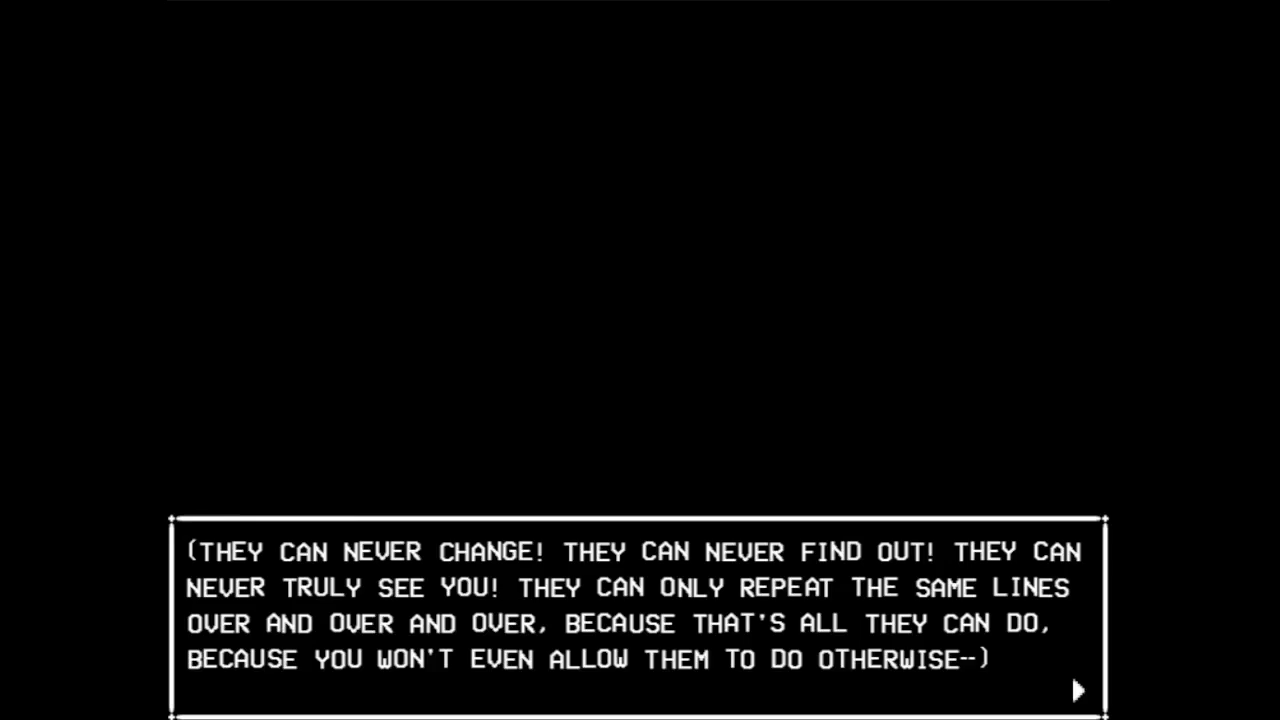 (THEY CAN NEVER CHANGE! THEY CAN NEVER FIND OUT! THEY CAN
NEVER TRULY SEE YOU! THEY CAN ONLY REPEAT THE SAME LINES
OVER AND OVER AND OVER, BECAUSE THAT'S ALL THEY CAN DO,
BECAUSE YOU WON'T EVEN ALLOW THEM TO DO OTHERWISE--)